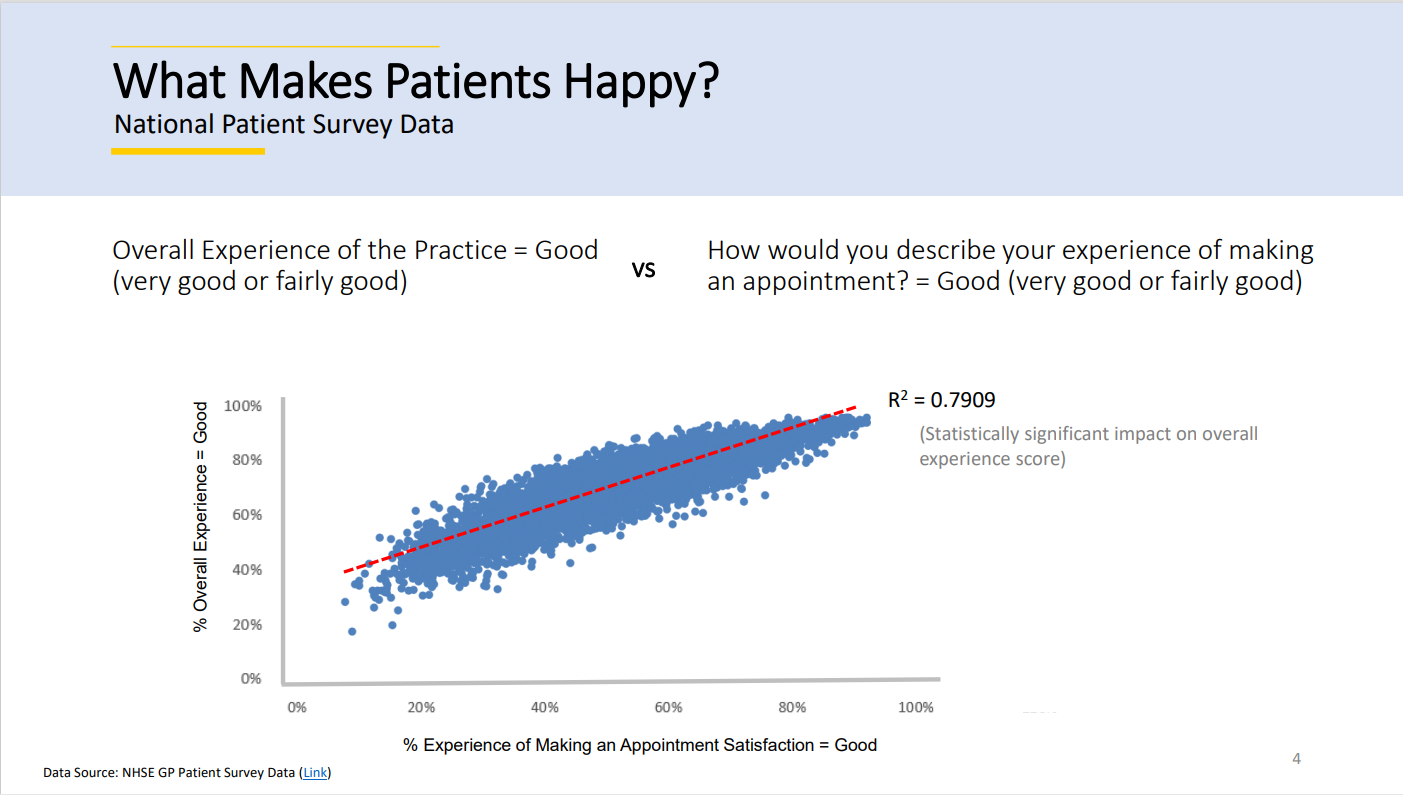 What Makes Patients Happy?
National Patient Survey Data
Overall Experience of the Practice = Good
(very good or fairly good)
vs
How would you describe your experience of making
an appointment? = Good (very good or fairly good)
R² = 0.7909
(Statistically significant impact on overall
experience score)
% Overall Experience = Good
100%
80%
60%
40%
20%
0%
0% 20% 40% 60% 80% 100%
% Experience of Making an Appointment Satisfaction = Good
Data Source: NHSE GP Patient Survey Data (Link)
4